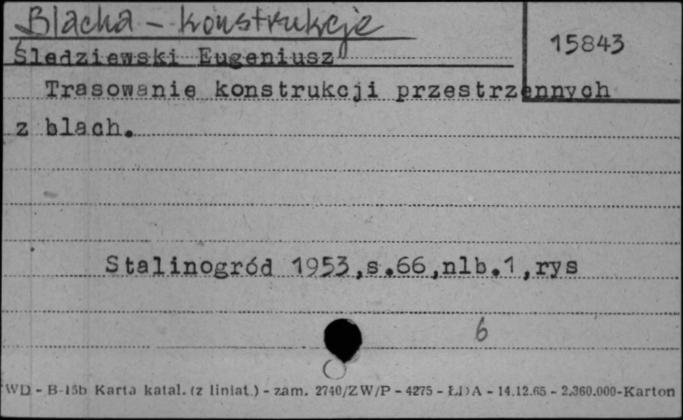 Blacha - konstrukcje
15843
Śledziewski Eugeniusz
Trasowanie konstrukcji przestrzennych
z blach.
Stalinogród 1953,s.66,nlb.1,rys
6
WD - B-15b Karta katal. (z liniat.) - zam. 2740/ZW/P - 4275 - ŁDA - 14.12.65 - 2.360.000-Karton